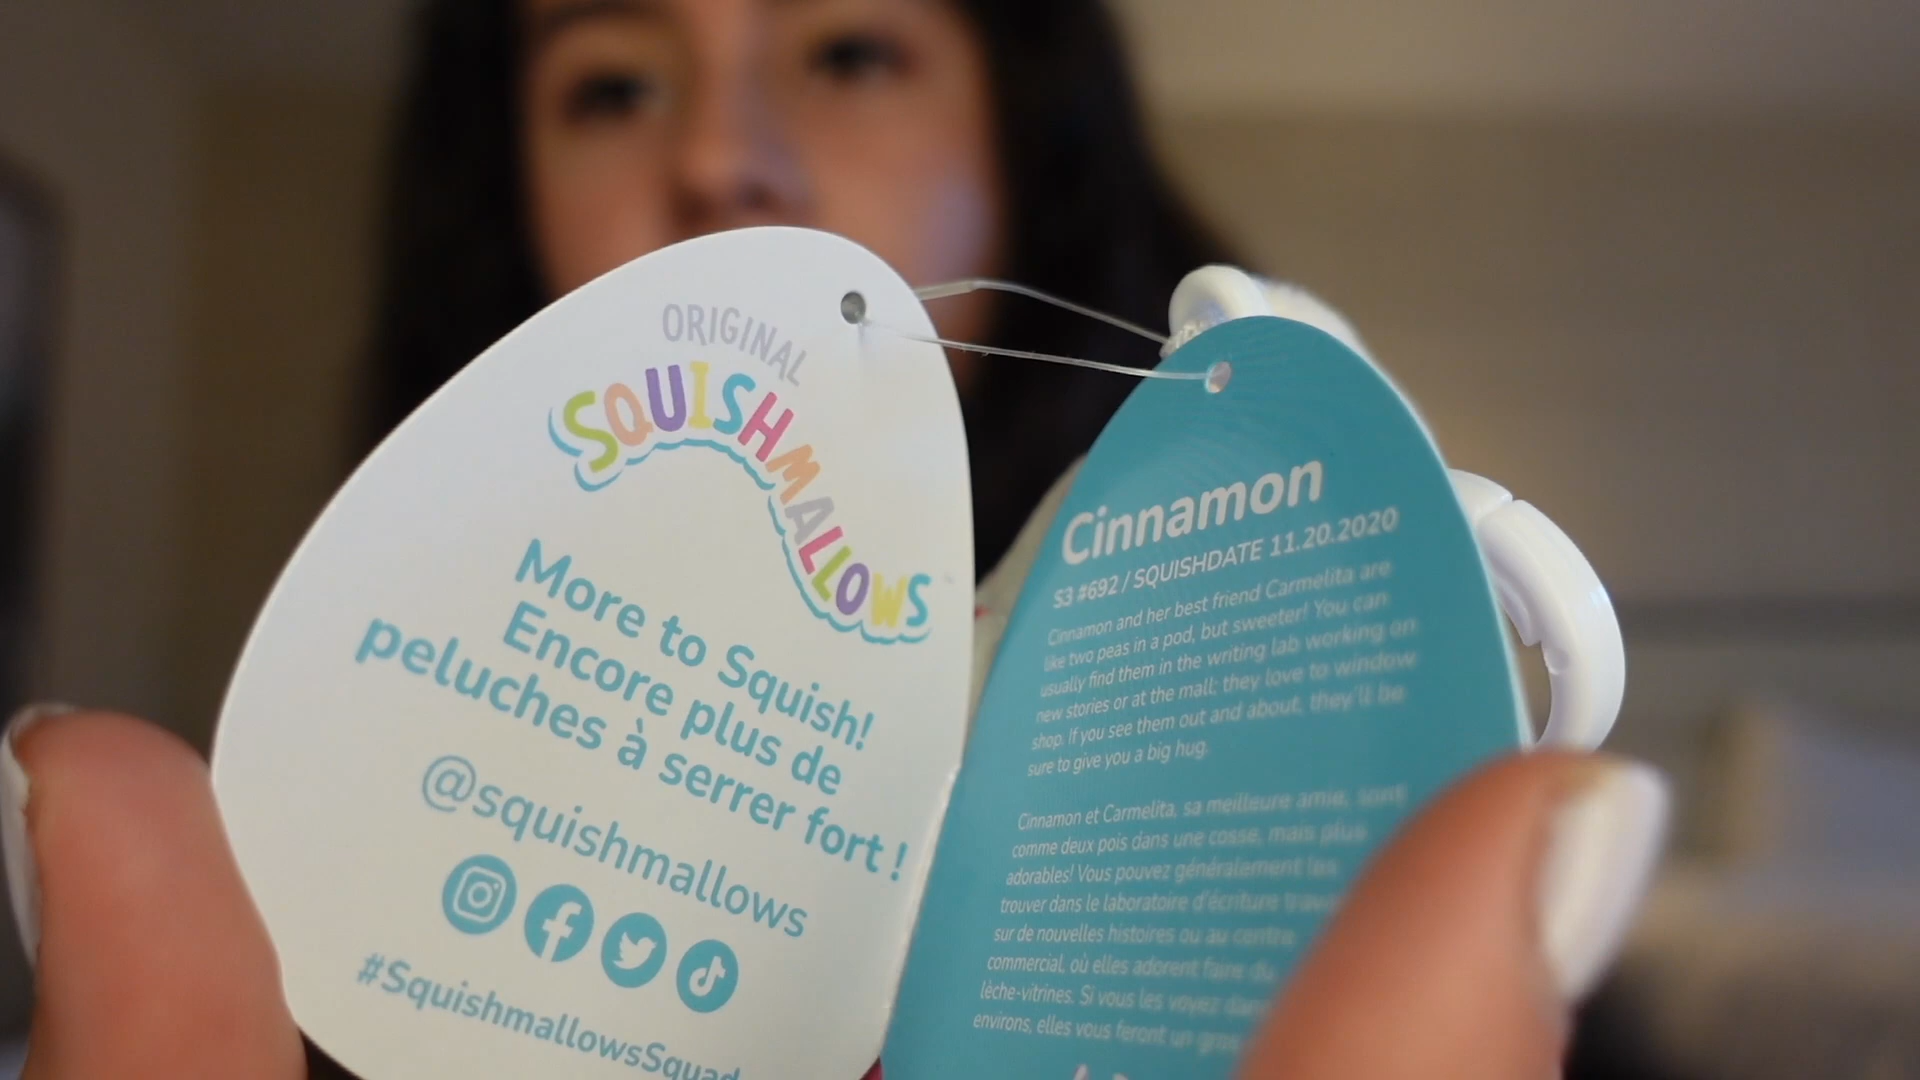 ORIGINAL
SQUISHMALLOWS
More to Squish!
Encore plus de
peluches à serrer fort !
@squishmallows
#SquishmallowsSquad
Cinnamon
S3 #692 / SQUISHDATE 11.20.2020
Cinnamon and her best friend Carmelita are
like two peas in a pod, but sweeter! You can
usually find them in the writing lab working on
new stories or at the mall; they love to window
shop. If you see them out and about, they'll be
sure to give you a big hug.
Cinnamon et Carmelita, sa meilleure amie, sont
comme deux pois dans une cosse, mais plus
adorables! Vous pouvez généralement les
trouver dans le laboratoire d'écriture
sur de nouvelles histoires ou au centre
commercial, où elles adorent faire du
lèche-vitrines. Si vous les voyez dans
environs, elles vous feront un gros